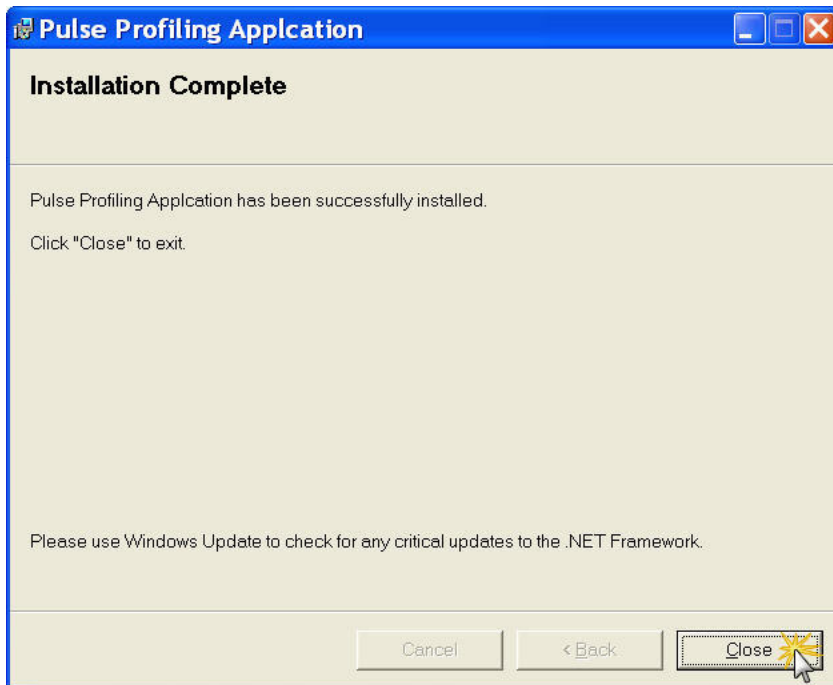 Pulse Profiling Applcation
Installation Complete
Pulse Profiling Applcation has been successfully installed.
Click "Close" to exit.
Please use Windows Update to check for any critical updates to the .NET Framework.
Cancel < Back Close